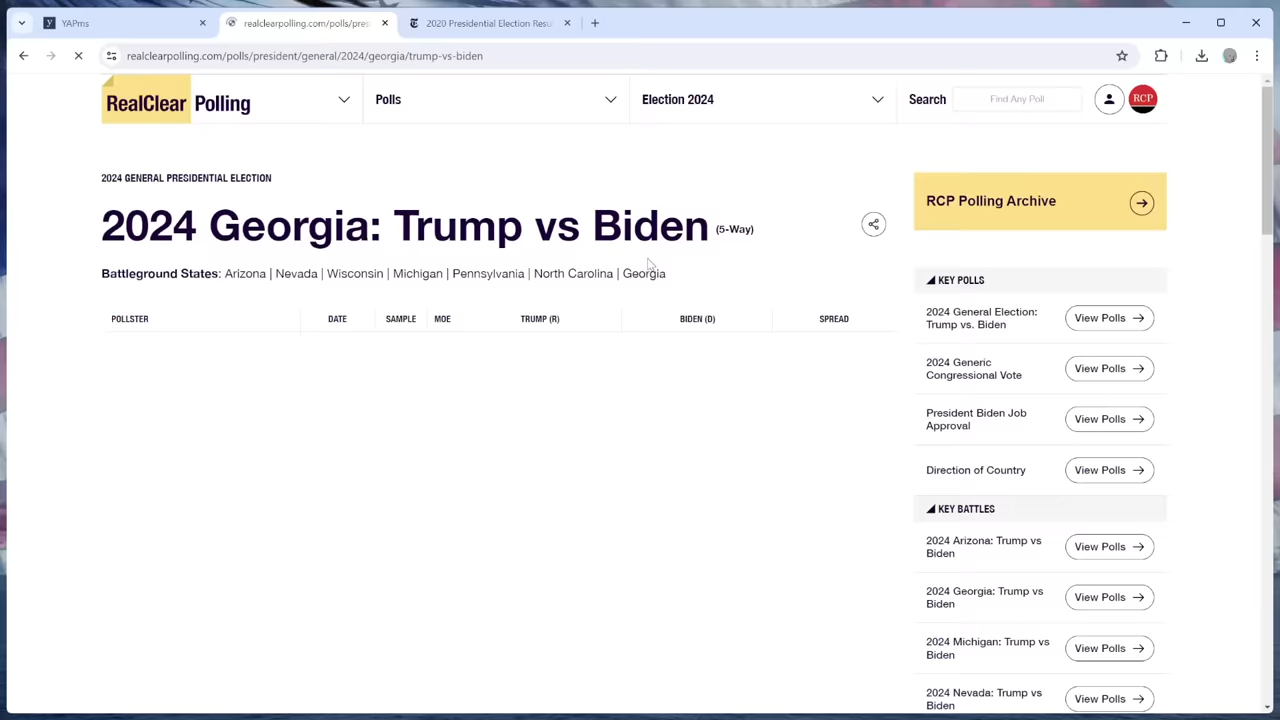 YAPms
realclearpolling.com/polls/pres
2020 Presidential Election Resu
realclearpolling.com/polls/president/general/2024/georgia/trump-vs-biden
RealClear Polling
Polls
Election 2024
Search
Find Any Poll
RCP
2024 GENERAL PRESIDENTIAL ELECTION
2024 Georgia: Trump vs Biden (5-Way)
Battleground States: Arizona | Nevada | Wisconsin | Michigan | Pennsylvania | North Carolina | Georgia
POLLSTER DATE SAMPLE MOE TRUMP (R) BIDEN (D) SPREAD
RCP Polling Archive
KEY POLLS
2024 General Election:
Trump vs. Biden
View Polls
2024 Generic
Congressional Vote
View Polls
President Biden Job
Approval
View Polls
Direction of Country
View Polls
KEY BATTLES
2024 Arizona: Trump vs
Biden
View Polls
2024 Georgia: Trump vs
Biden
View Polls
2024 Michigan: Trump vs
Biden
View Polls
2024 Nevada: Trump vs
Biden
View Polls